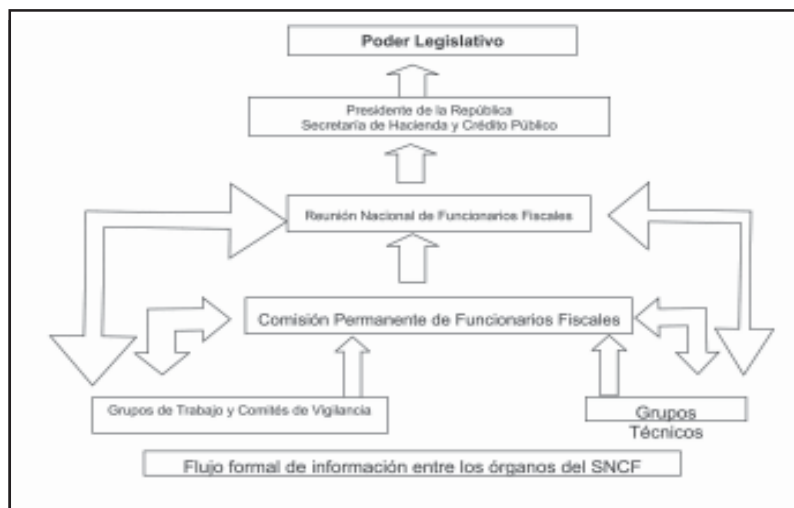 Poder Legislativo
Presidente de la República
Secretaría de Hacienda y Crédito Público
Reunión Nacional de Funcionarios Fiscales
Comisión Permanente de Funcionarios Fiscales
Grupos de Trabajo y Comités de Vigilancia
Grupos
Técnicos
Flujo formal de información entre los órganos del SNCF